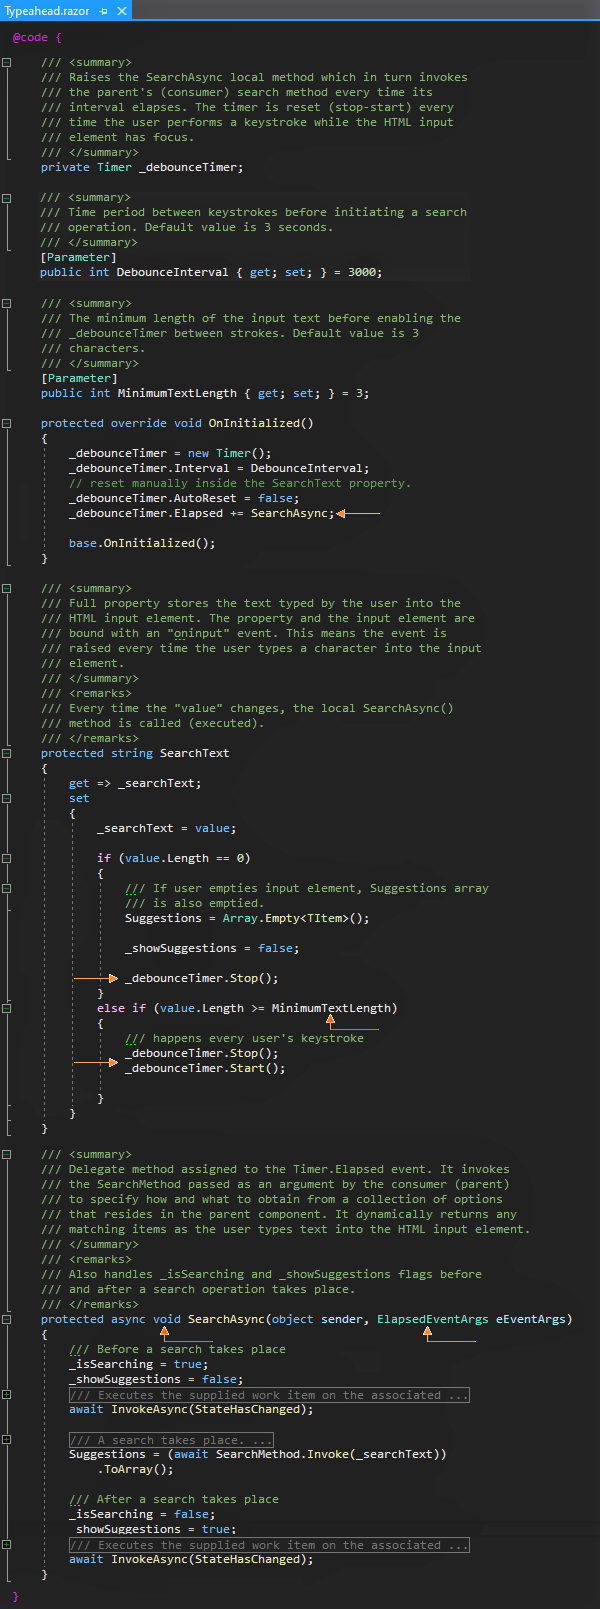 Typeahead.razor
@code {
/// <summary>
/// Raises the SearchAsync local method which in turn invokes
/// the parent's (consumer) search method every time its
/// interval elapses. The timer is reset (stop-start) every
/// time the user performs a keystroke while the HTML input
/// element has focus.
/// </summary>
private Timer _debounceTimer;
/// <summary>
/// Time period between keystrokes before initiating a search
/// operation. Default value is 3 seconds.
/// </summary>
[Parameter]
public int DebounceInterval { get; set; } = 3000;
/// <summary>
/// The minimum length of the input text before enabling the
/// _debounceTimer between strokes. Default value is 3
/// characters.
/// </summary>
[Parameter]
public int MinimumTextLength { get; set; } = 3;
protected override void OnInitialized()
{
_debounceTimer = new Timer();
_debounceTimer.Interval = DebounceInterval;
// reset manually inside the SearchText property.
_debounceTimer.AutoReset = false;
_debounceTimer.Elapsed += SearchAsync;
base.OnInitialized();
}
/// <summary>
/// Full property stores the text typed by the user into the
/// HTML input element. The property and the input element are
/// bound with an "oninput" event. This means the event is
/// raised every time the user types a character into the input
/// element.
/// </summary>
/// <remarks>
/// Every time the "value" changes, the local SearchAsync()
/// method is called (executed).
/// </remarks>
protected string SearchText
{
get => _searchText;
set
{
_searchText = value;
if (value.Length == 0)
{
/// If user empties input element, Suggestions array
/// is also emptied.
Suggestions = Array.Empty<TItem>();
_showSuggestions = false;
_debounceTimer.Stop();
}
else if (value.Length >= MinimumTextLength)
{
/// happens every user's keystroke
_debounceTimer.Stop();
_debounceTimer.Start();
}
}
}
/// <summary>
/// Delegate method assigned to the Timer.Elapsed event. It invokes
/// the SearchMethod passed as an argument by the consumer (parent)
/// to specify how and what to obtain from a collection of options
/// that resides in the parent component. It dynamically returns any
/// matching items as the user types text into the HTML input element.
/// </summary>
/// <remarks>
/// Also handles _isSearching and _showSuggestions flags before
/// and after a search operation takes place.
/// </remarks>
protected async void SearchAsync(object sender, ElapsedEventArgs eEventArgs)
{
/// Before a search takes place
_isSearching = true;
_showSuggestions = false;
/// Executes the supplied work item on the associated ...
await InvokeAsync(StateHasChanged);
/// A search takes place. ...
Suggestions = (await SearchMethod.Invoke(_searchText))
.ToArray();
/// After a search takes place
_isSearching = false;
_showSuggestions = true;
/// Executes the supplied work item on the associated ...
await InvokeAsync(StateHasChanged);
}
}